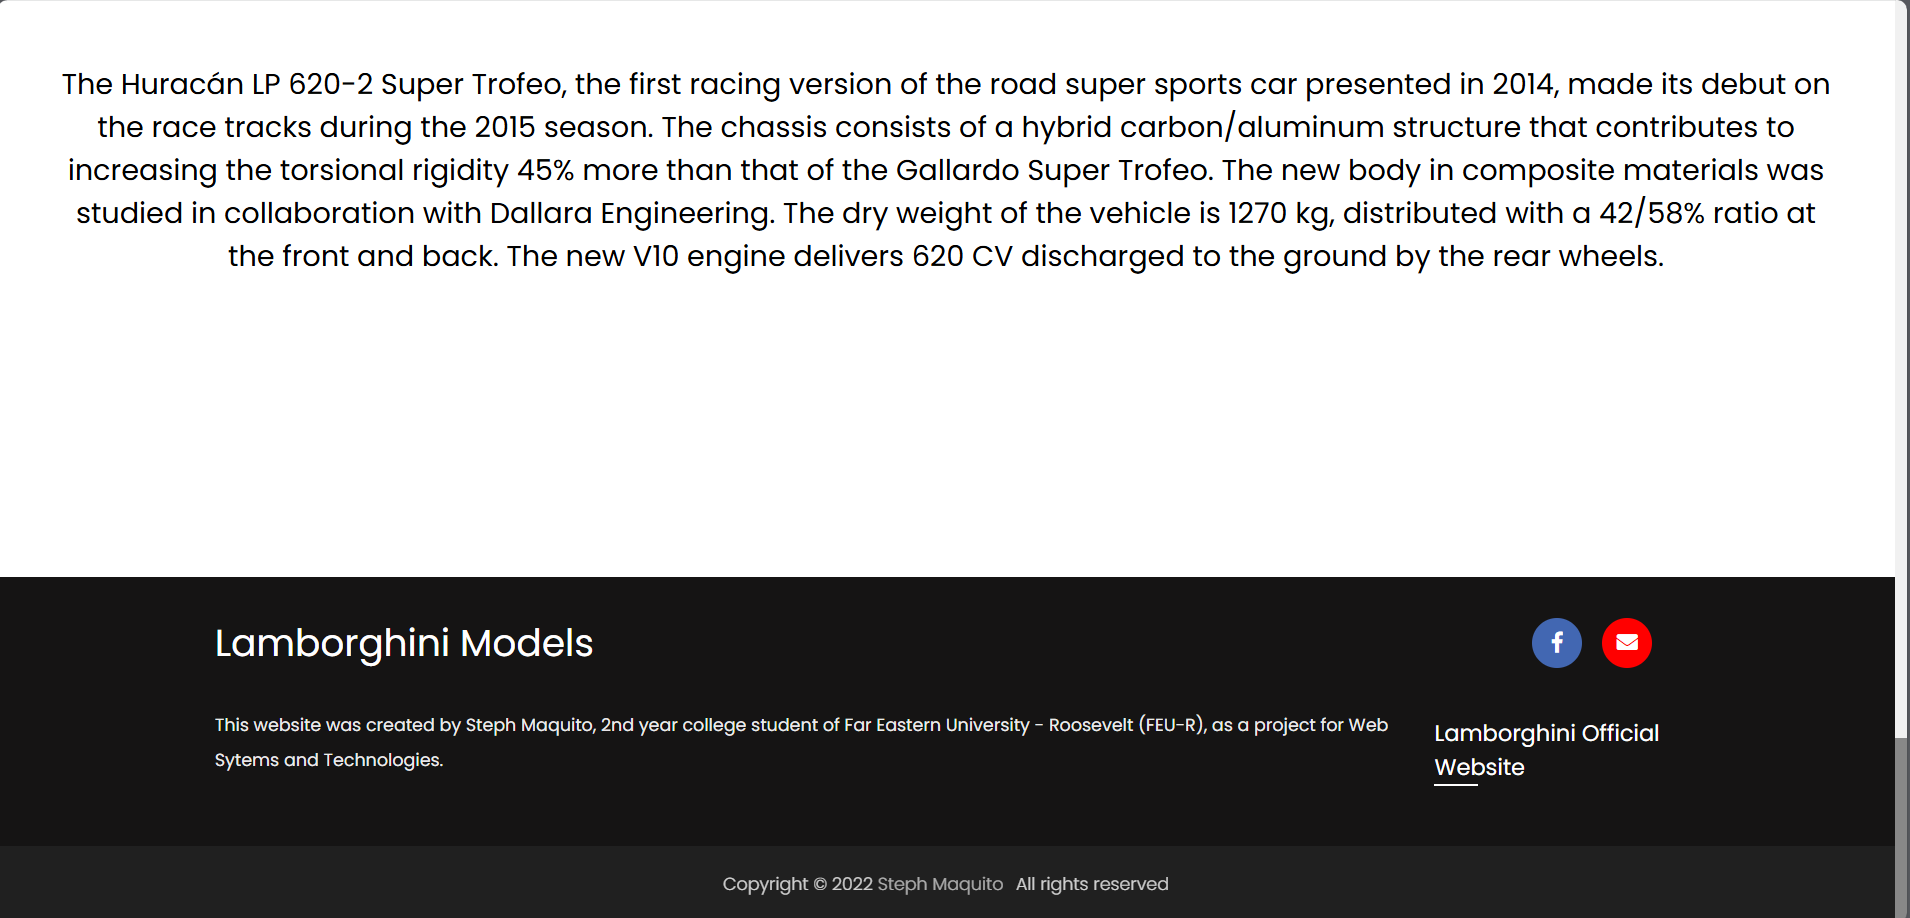 The Huracán LP 620-2 Super Trofeo, the first racing version of the road super sports car presented in 2014, made its debut on
the race tracks during the 2015 season. The chassis consists of a hybrid carbon/aluminum structure that contributes to
increasing the torsional rigidity 45% more than that of the Gallardo Super Trofeo. The new body in composite materials was
studied in collaboration with Dallara Engineering. The dry weight of the vehicle is 1270 kg, distributed with a 42/58% ratio at
the front and back. The new V10 engine delivers 620 CV discharged to the ground by the rear wheels.
Lamborghini Models
This website was created by Steph Maquito, 2nd year college student of Far Eastern University - Roosevelt (FEU-R), as a project for Web
Sytems and Technologies.
Lamborghini Official
Website
Copyright © 2022 Steph Maquito All rights reserved